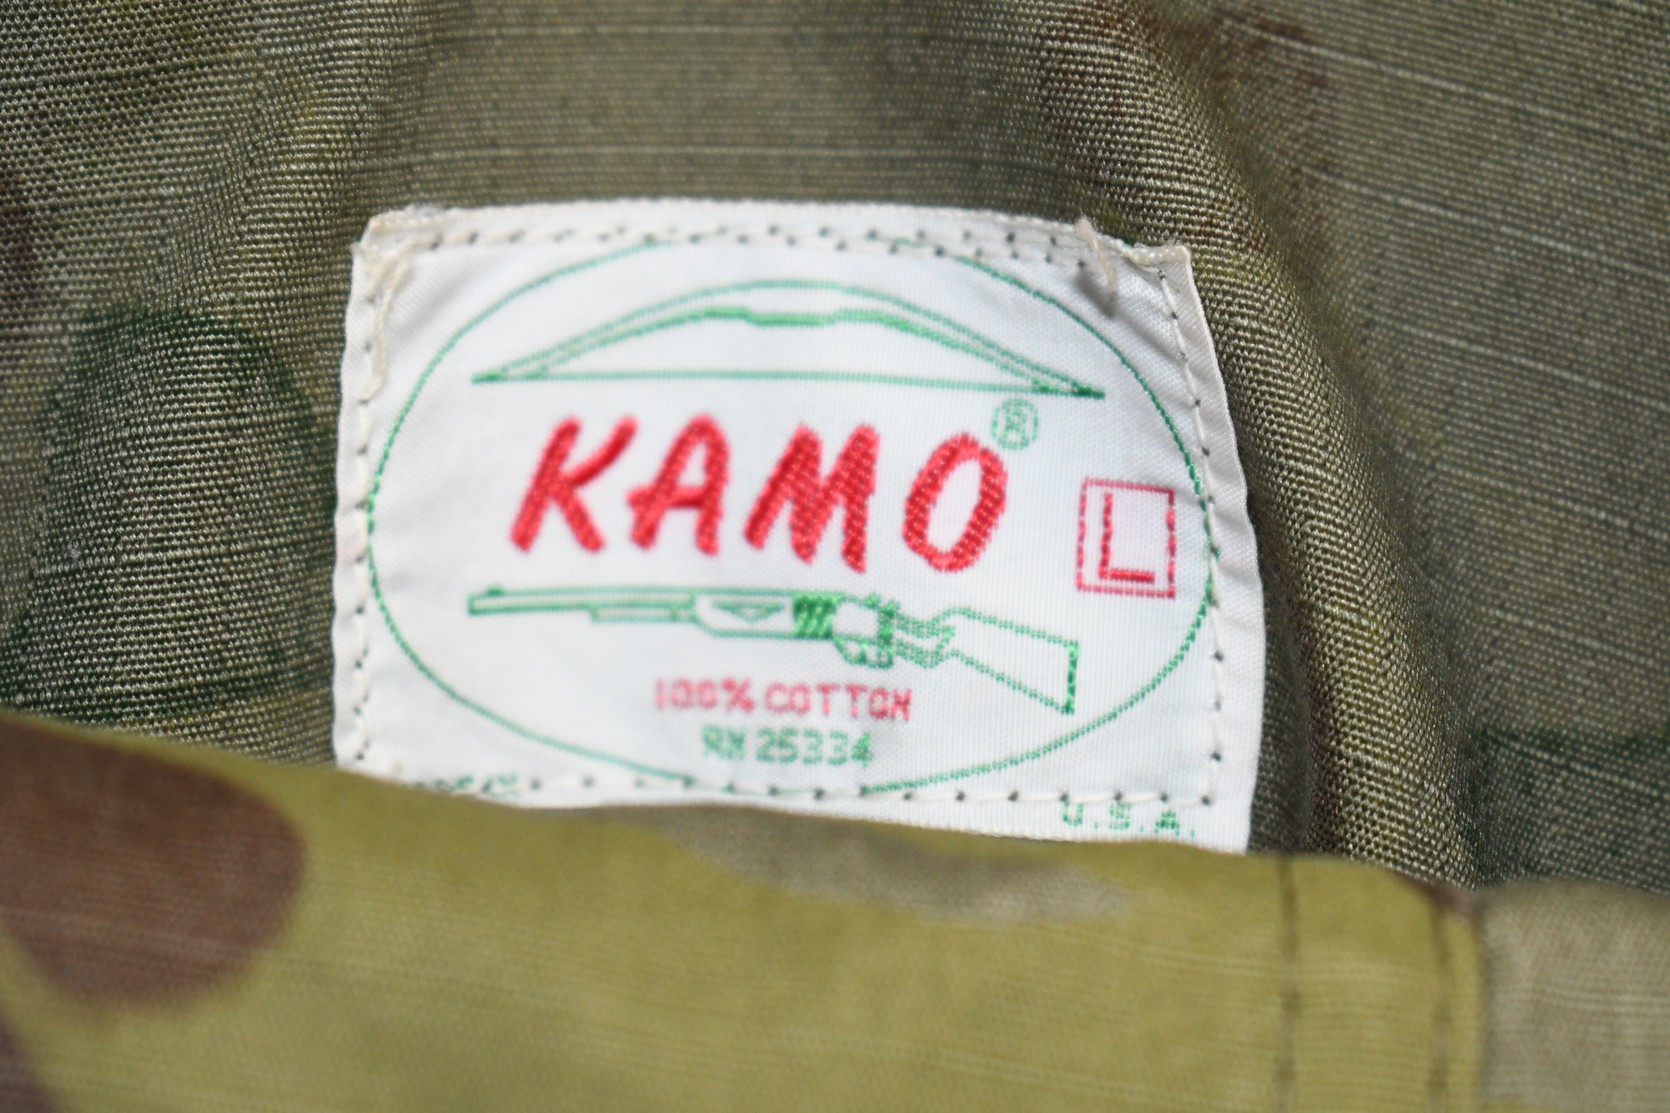 KAMO®
L
100% COTTON
RN 25334
U.S.A.